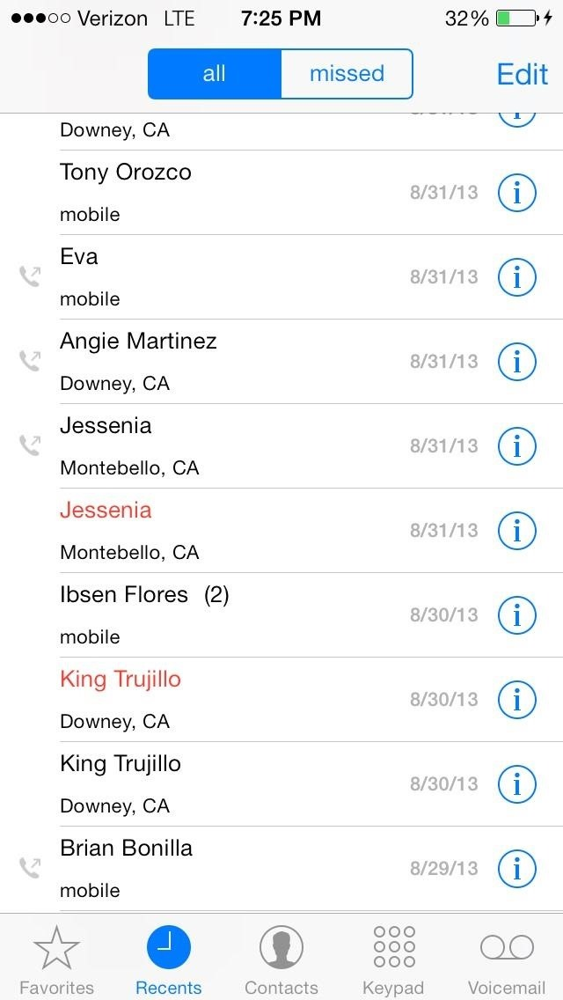 Verizon LTE 7:25 PM 32%
all missed Edit
Downey, CA
Tony Orozco
8/31/13
mobile
Eva
8/31/13
mobile
Angie Martinez
8/31/13
Downey, CA
Jessenia
8/31/13
Montebello, CA
Jessenia
8/31/13
Montebello, CA
Ibsen Flores (2)
8/30/13
mobile
King Trujillo
8/30/13
Downey, CA
King Trujillo
8/30/13
Downey, CA
Brian Bonilla
8/29/13
mobile
Favorites Recents Contacts Keypad Voicemail